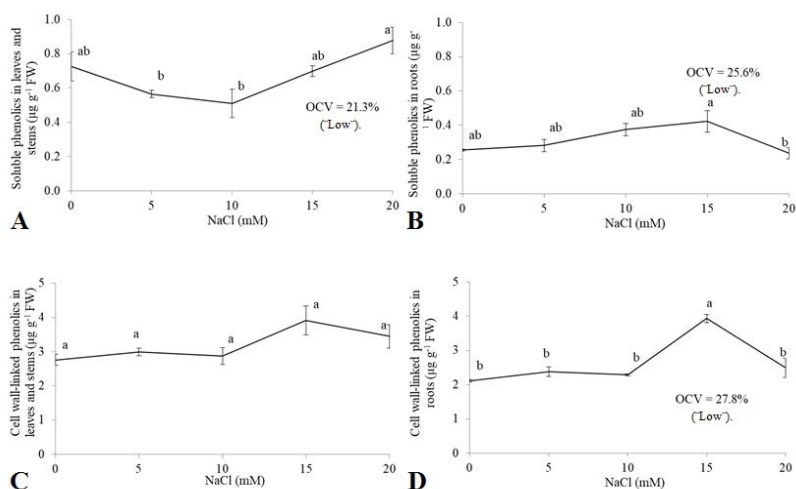 Soluble phenolics in leaves and
stems (µg g⁻¹ FW)
1.0
0.8
0.6
0.4
0.2
0.0
ab
b
b
ab
a
OCV = 21.3%
("Low").
0
5
10
15
20
NaCl (mM)
A
Soluble phenolics in roots (µg g⁻
¹ FW)
1.0
0.8
0.6
0.4
0.2
0.0
OCV = 25.6%
("Low").
ab
ab
ab
a
b
0
5
10
15
20
NaCl (mM)
B
Cell wall-linked phenolics in
leaves and stems (µg g⁻¹ FW)
5
4
3
2
1
0
a
a
a
a
a
0
5
10
15
20
NaCl (mM)
C
Cell wall-linked phenolics in
roots (µg g⁻¹ FW)
5
4
3
2
1
0
b
b
b
a
b
OCV = 27.8%
("Low").
0
5
10
15
20
NaCl (mM)
D